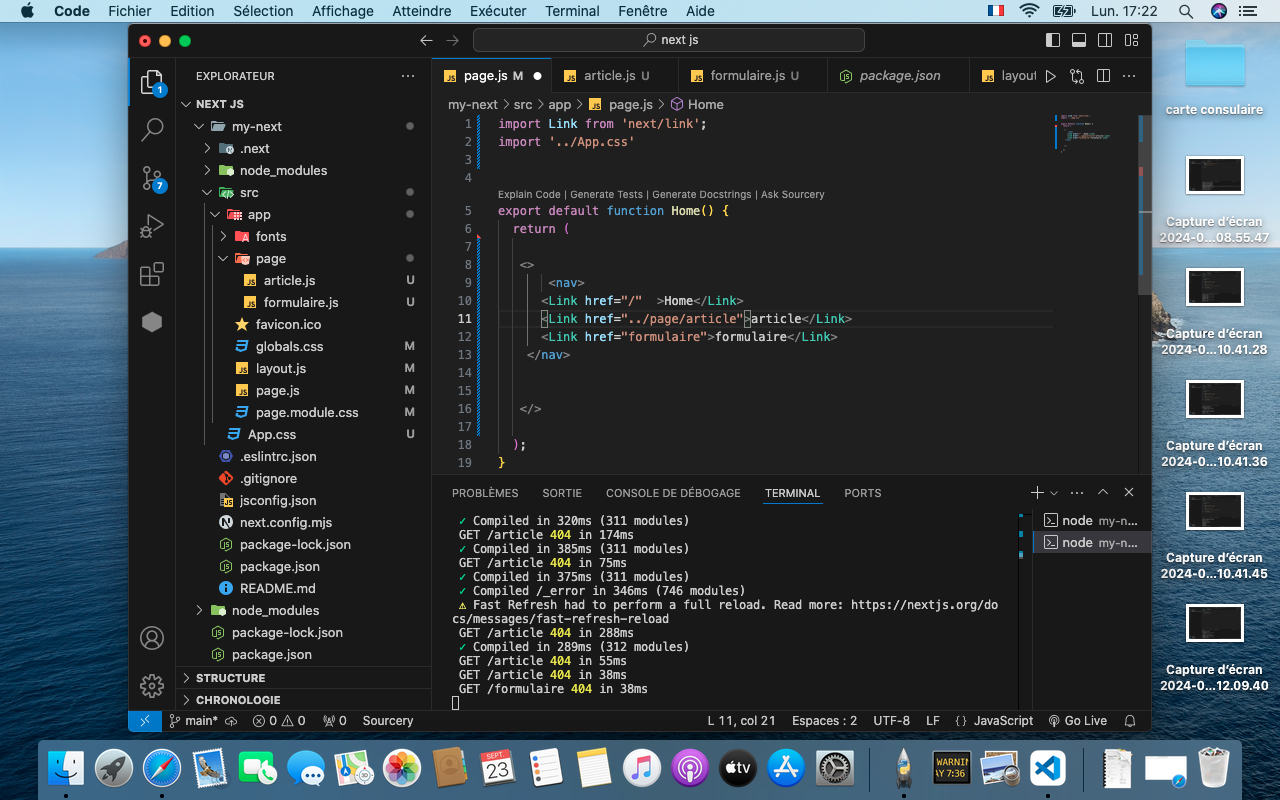 Code Fichier Edition Sélection Affichage Atteindre Exécuter Terminal Fenêtre Aide Lun. 17:22
next js
EXPLORATEUR
NEXT JS
my-next
.next
node_modules
src
app
fonts
page
article.js U
formulaire.js U
favicon.ico
globals.css M
layout.js M
page.js M
page.module.css M
App.css U
.eslintrc.json
.gitignore
jsconfig.json
next.config.mjs
package-lock.json
package.json
README.md
node_modules
package-lock.json
package.json
STRUCTURE
CHRONOLOGIE
1
7
page.js M article.js U formulaire.js U package.json layout
my-next > src > app > page.js > Home
1 import Link from 'next/link';
2 import '../App.css'
3
4
Explain Code | Generate Tests | Generate Docstrings | Ask Sourcery
5 export default function Home() {
6 return (
7
8 <>
9 <nav>
10 <Link href="/"  >Home</Link>
11 <Link href="../page/article">article</Link>
12 <Link href="formulaire">formulaire</Link>
13 </nav>
14
15
16 </>
17
18 );
19 }
PROBLÈMES SORTIE CONSOLE DE DÉBOGAGE TERMINAL PORTS
✓ Compiled in 320ms (311 modules)
GET /article 404 in 174ms
✓ Compiled in 385ms (311 modules)
GET /article 404 in 75ms
✓ Compiled in 375ms (311 modules)
✓ Compiled /_error in 346ms (746 modules)
⚠ Fast Refresh had to perform a full reload. Read more: https://nextjs.org/do
cs/messages/fast-refresh-reload
GET /article 404 in 288ms
✓ Compiled in 289ms (312 modules)
GET /article 404 in 55ms
GET /article 404 in 38ms
GET /formulaire 404 in 38ms
node my-n...
node my-n...
main* 0 0 0 Sourcery L 11, col 21 Espaces : 2 UTF-8 LF {} JavaScript Go Live
carte consulaire
Capture d'écran
2024-0...08.55.47
Capture d'écran
2024-0...10.41.28
Capture d'écran
2024-0...10.41.36
Capture d'écran
2024-0...10.41.45
Capture d'écran
2024-0...12.09.40
SEPT.
23
tv
WARNIN
AY 7:36